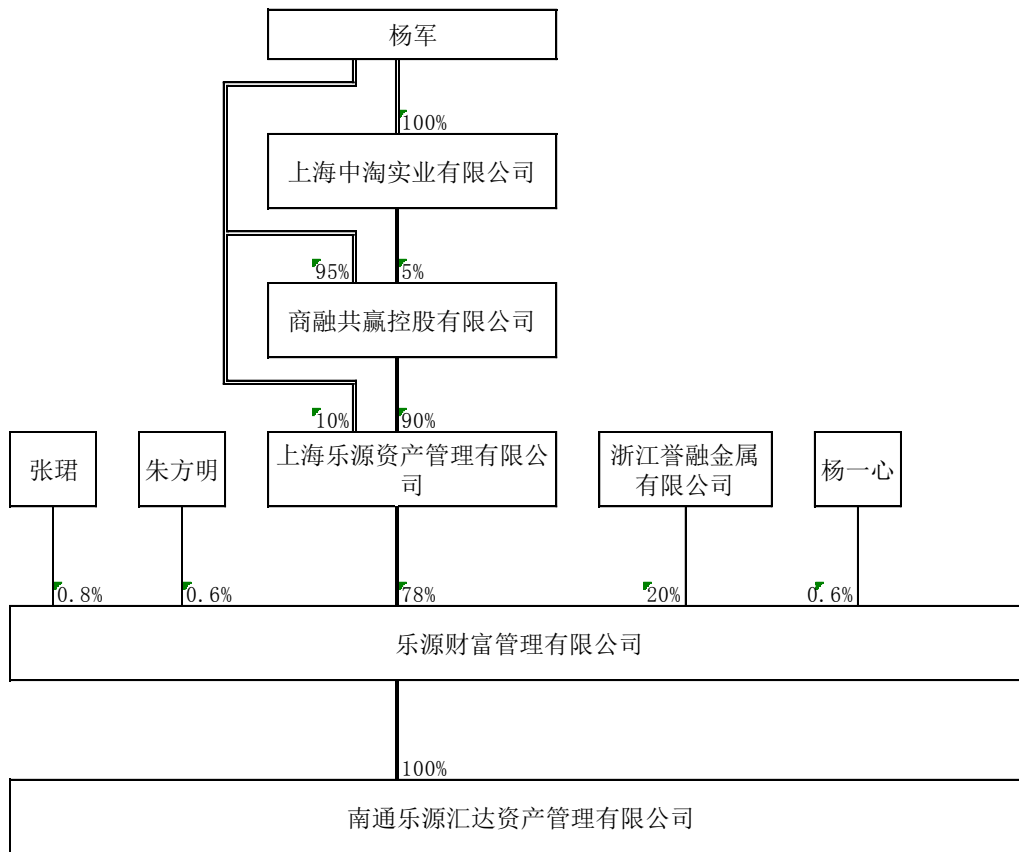 杨军
100%
上海中淘实业有限公司
95%
5%
商融共赢控股有限公司
10%
90%
张珺
朱方明
上海乐源资产管理有限公
司
浙江誉融金属
有限公司
杨一心
0.8%
0.6%
78%
20%
0.6%
乐源财富管理有限公司
100%
南通乐源汇达资产管理有限公司